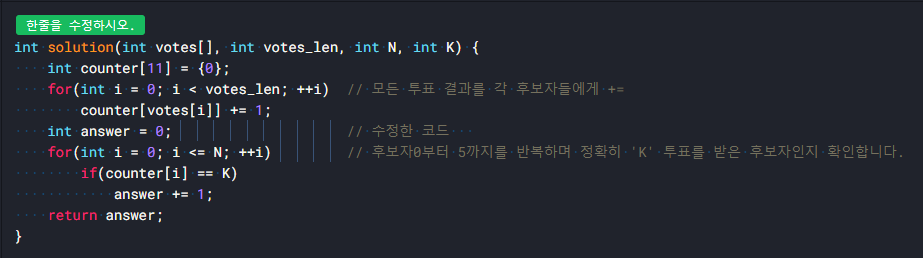 한줄을 수정하시오.
int solution(int votes[], int votes_len, int N, int K) {
    int counter[11] = {0};
    for(int i = 0; i < votes_len; ++i)  // 모든 투표 결과를 각 후보자들에게 +=
        counter[votes[i]] += 1;
    int answer = 0;                     // 수정한 코드
    for(int i = 0; i <= N; ++i)         // 후보자0부터 5까지를 반복하며 정확히 'K' 투표를 받은 후보자인지 확인합니다.
        if(counter[i] == K)
            answer += 1;
    return answer;
}